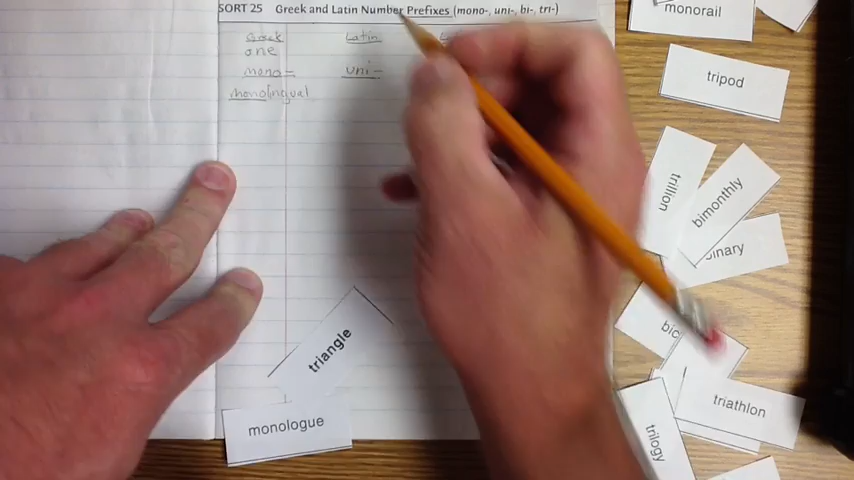 SORT 25 Greek and Latin Number Prefixes (mono-, uni-, bi-, tri-)
Greek Latin
one
mono- uni-
monolingual
monorail
tripod
trillion
bimonthly
binary
triangle
monologue
triathlon
trilogy